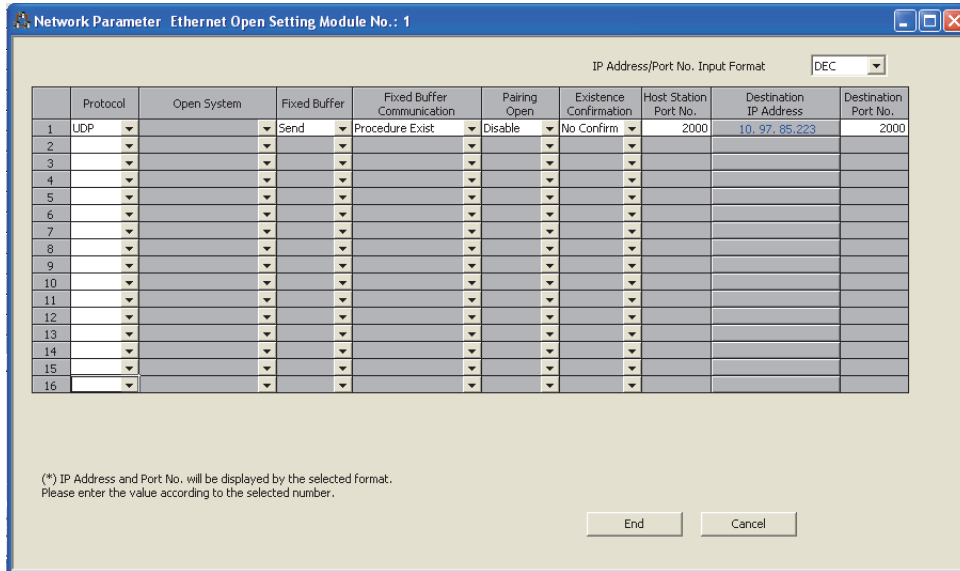 Network Parameter Ethernet Open Setting Module No.: 1
IP Address/Port No. Input Format DEC
Protocol Open System Fixed Buffer Fixed Buffer Communication Pairing Open Existence Confirmation Host Station Port No. Destination IP Address Destination Port No.
1 UDP Send Procedure Exist Disable No Confirm 2000 10. 97. 85.223 2000
2
3
4
5
6
7
8
9
10
11
12
13
14
15
16
(*) IP Address and Port No. will be displayed by the selected format.
Please enter the value according to the selected number.
End Cancel